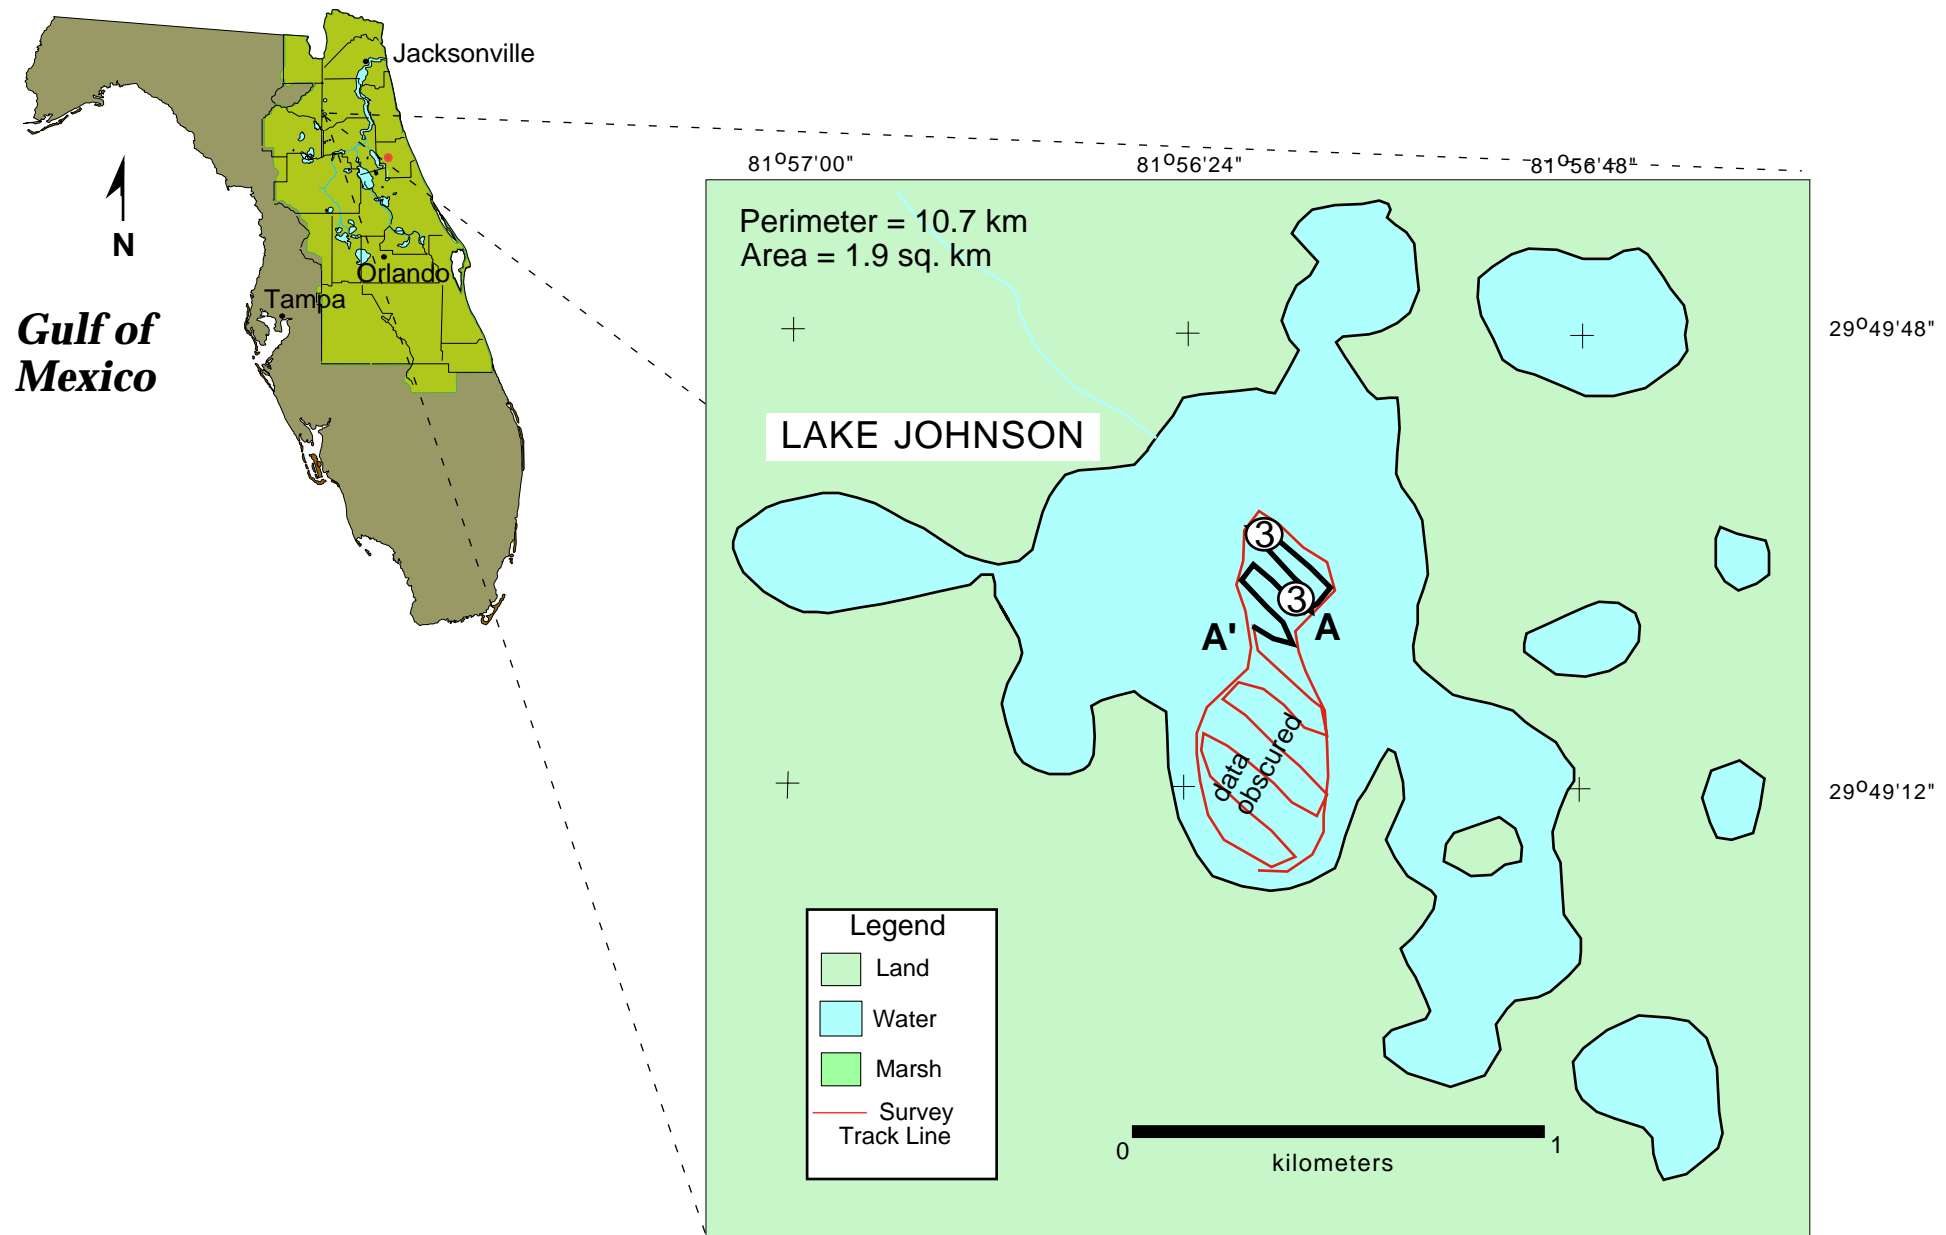 Jacksonville
N
Gulf of
Mexico
Tampa
Orlando
81o57'00"
81o56'24"
81o56'48"
Perimeter = 10.7 km
Area = 1.9 sq. km
29o49'48"
LAKE JOHNSON
3
3
A' A
data
obscured
29o49'12"
Legend
Land
Water
Marsh
Survey
Track Line
0 1
kilometers